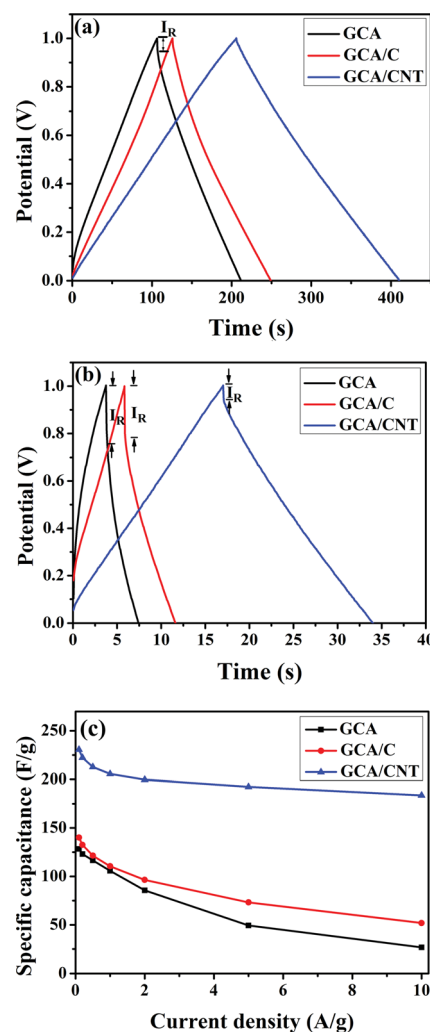 (a)
I_R
GCA
GCA/C
GCA/CNT
1.0
0.8
0.6
0.4
0.2
0.0
Potential (V)
0 100 200 300 400
Time (s)
(b)
I_R
I_R
I_R
GCA
GCA/C
GCA/CNT
1.0
0.8
0.6
0.4
0.2
0.0
Potential (V)
0 5 10 15 20 25 30 35 40
Time (s)
(c)
GCA
GCA/C
GCA/CNT
250
200
150
100
50
0
Specific capacitance (F/g)
0 2 4 6 8 10
Current density (A/g)